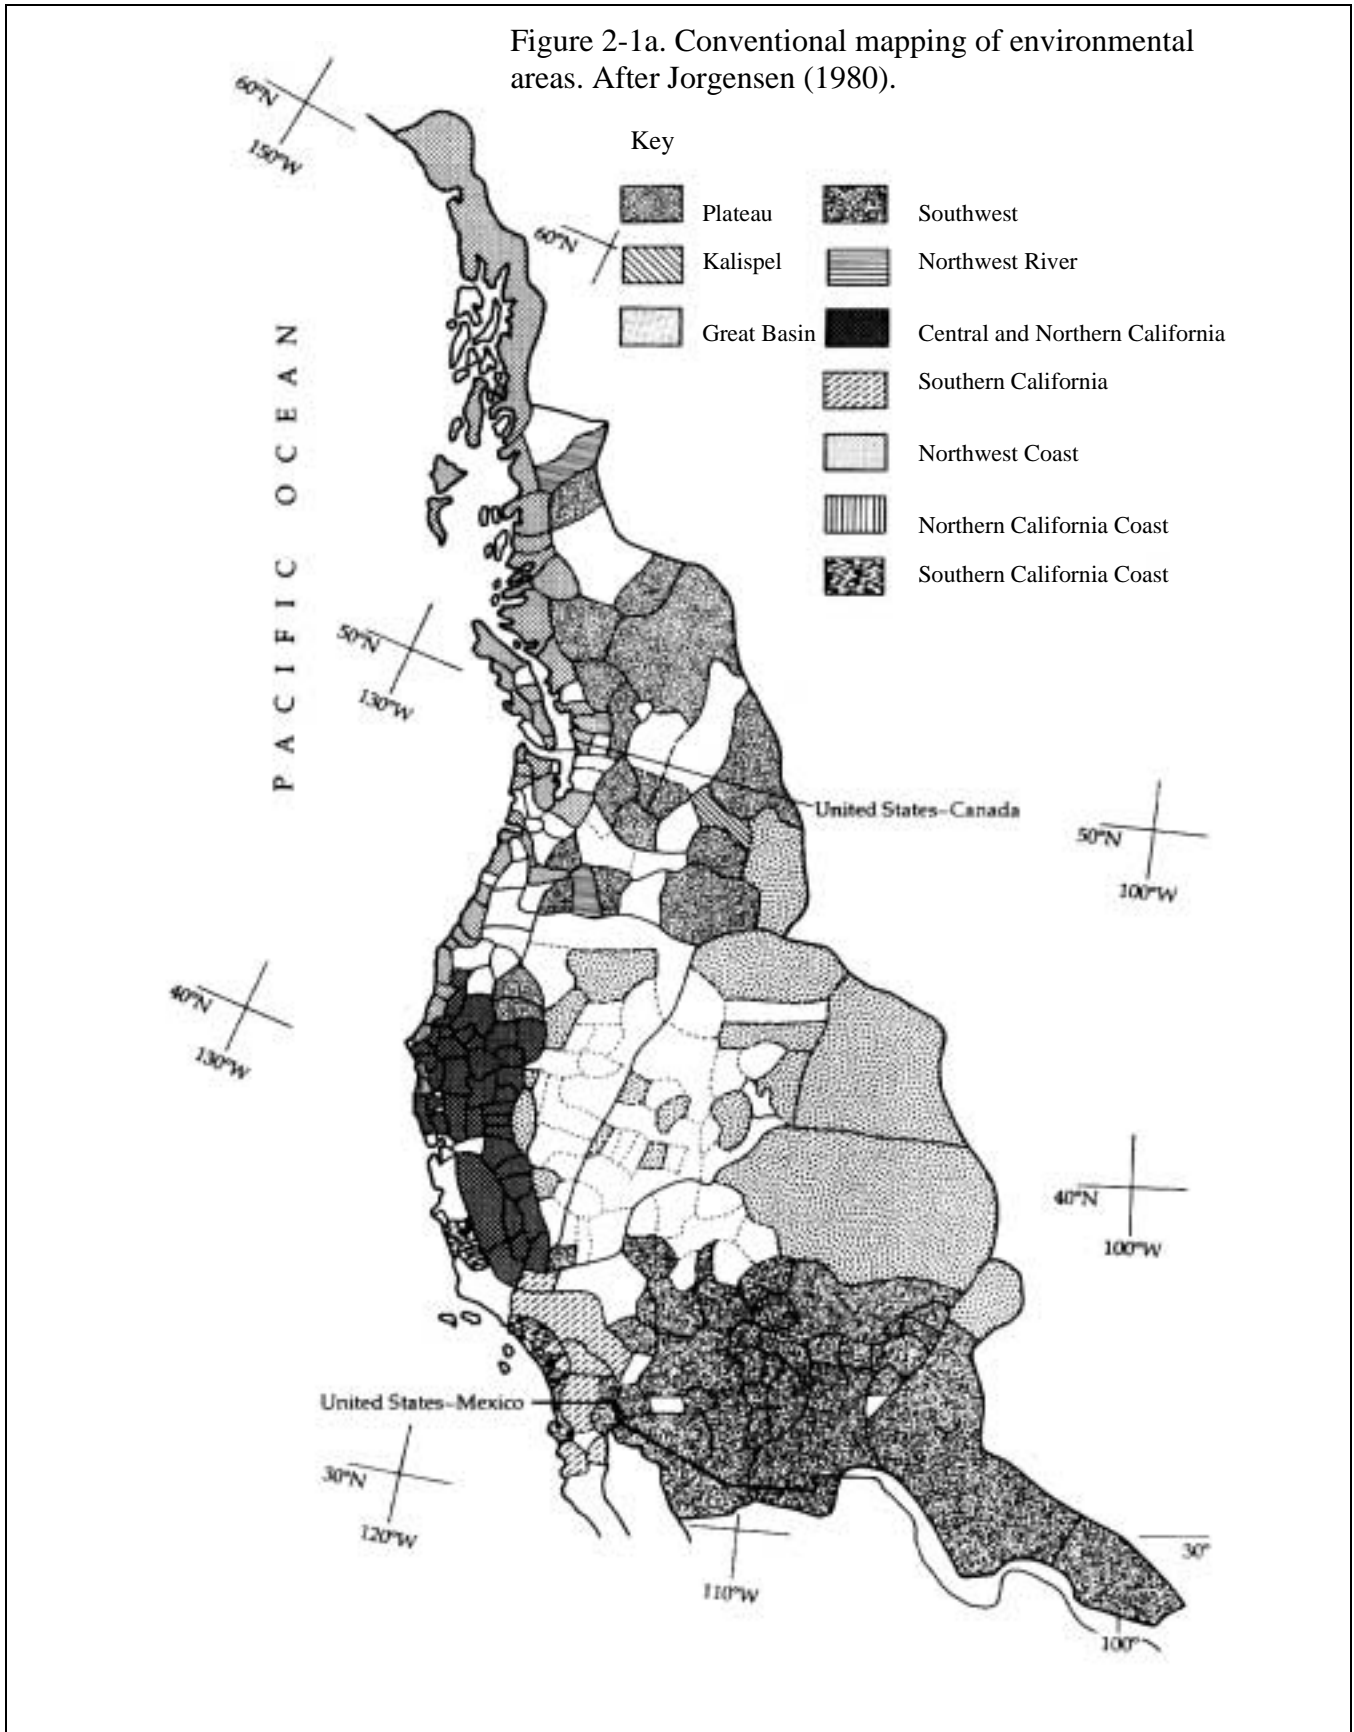 Figure 2-1a. Conventional mapping of environmental
areas. After Jorgensen (1980).
Key
Plateau
Kalispel
Great Basin
Southwest
Northwest River
Central and Northern California
Southern California
Northwest Coast
Northern California Coast
Southern California Coast
60°N
150°W
60°N
PACIFIC OCEAN
50°N
130°W
United States–Canada
50°N
100°W
40°N
130°W
40°N
100°W
United States–Mexico
30°N
120°W
110°W
30°
100°